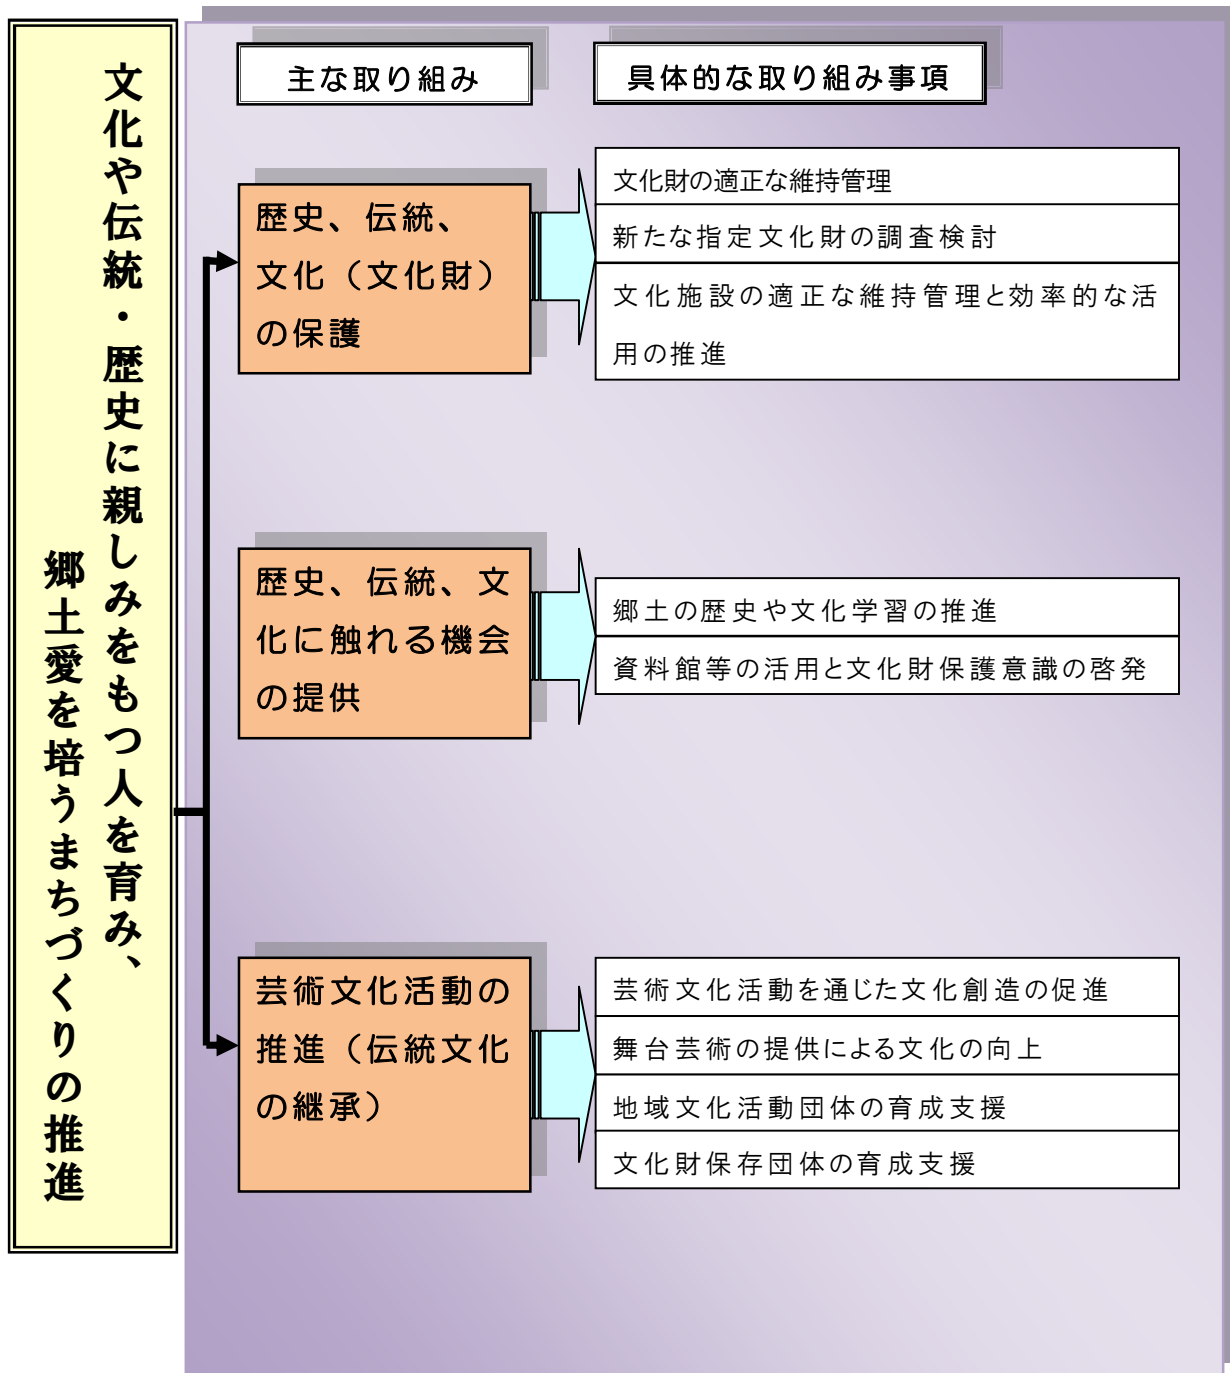 文化や伝統・歴史に親しみをもつ人を育み、
郷土愛を培うまちづくりの推進
主な取り組み
具体的な取り組み事項
歴史、伝統、
文化（文化財）
の保護
文化財の適正な維持管理
新たな指定文化財の調査検討
文化施設の適正な維持管理と効率的な活
用の推進
歴史、伝統、文
化に触れる機会
の提供
郷土の歴史や文化学習の推進
資料館等の活用と文化財保護意識の啓発
芸術文化活動の
推進（伝統文化
の継承）
芸術文化活動を通じた文化創造の促進
舞台芸術の提供による文化の向上
地域文化活動団体の育成支援
文化財保存団体の育成支援